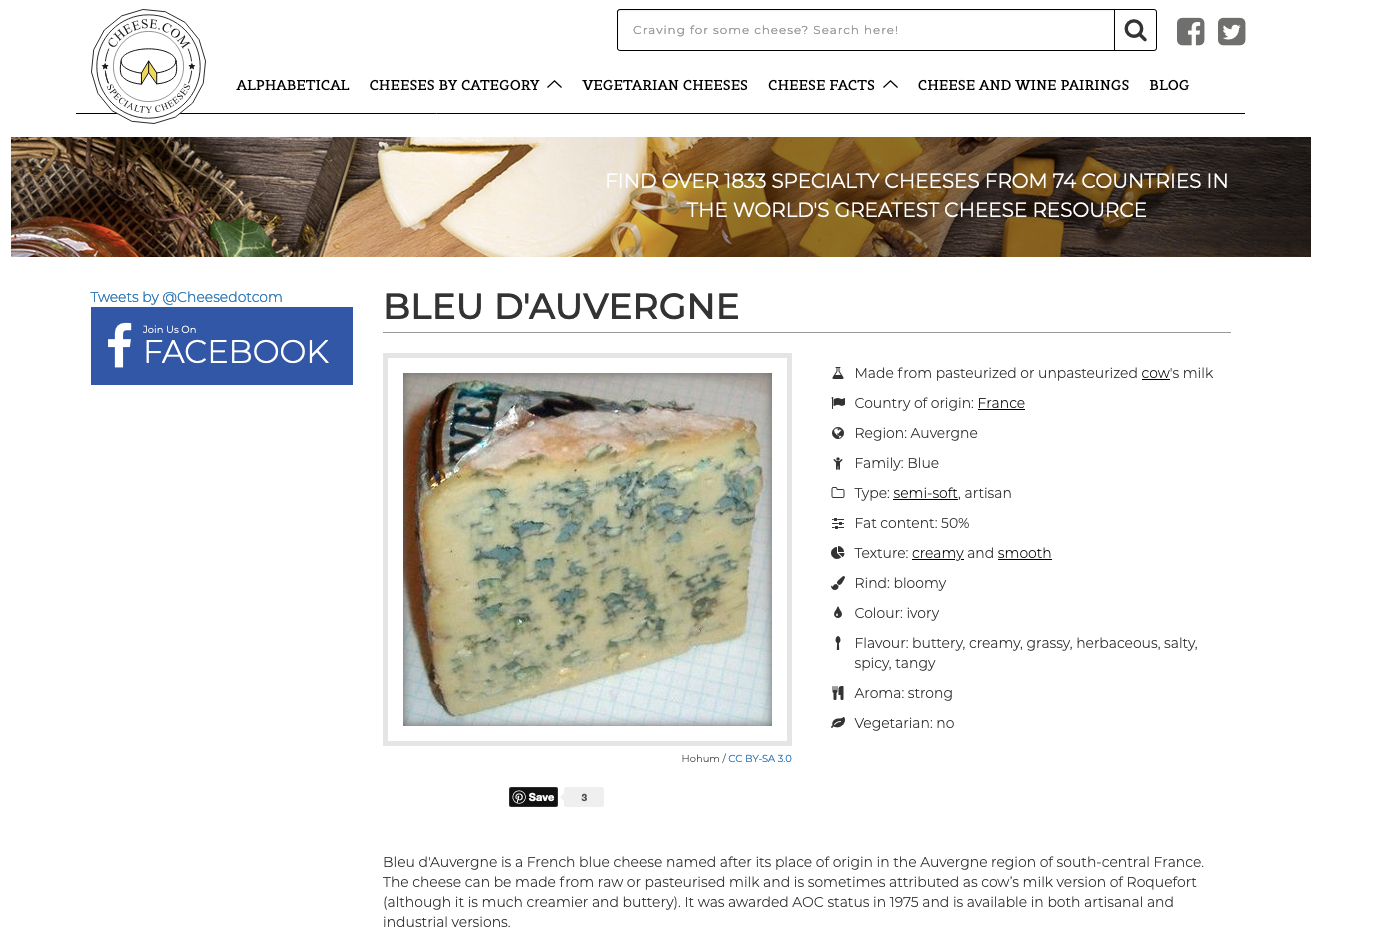 CHEESE.COM
SPECIALTY CHEESES
Craving for some cheese? Search here!
ALPHABETICAL CHEESES BY CATEGORY VEGETARIAN CHEESES CHEESE FACTS CHEESE AND WINE PAIRINGS BLOG
FIND OVER 1833 SPECIALTY CHEESES FROM 74 COUNTRIES IN
THE WORLD'S GREATEST CHEESE RESOURCE
Tweets by @Cheesedotcom
Join Us On
FACEBOOK
BLEU D'AUVERGNE
Made from pasteurized or unpasteurized cow's milk
Country of origin: France
Region: Auvergne
Family: Blue
Type: semi-soft, artisan
Fat content: 50%
Texture: creamy and smooth
Rind: bloomy
Colour: ivory
Flavour: buttery, creamy, grassy, herbaceous, salty,
spicy, tangy
Aroma: strong
Vegetarian: no
Hohum / CC BY-SA 3.0
Save 3
Bleu d'Auvergne is a French blue cheese named after its place of origin in the Auvergne region of south-central France.
The cheese can be made from raw or pasteurised milk and is sometimes attributed as cow’s milk version of Roquefort
(although it is much creamier and buttery). It was awarded AOC status in 1975 and is available in both artisanal and
industrial versions.